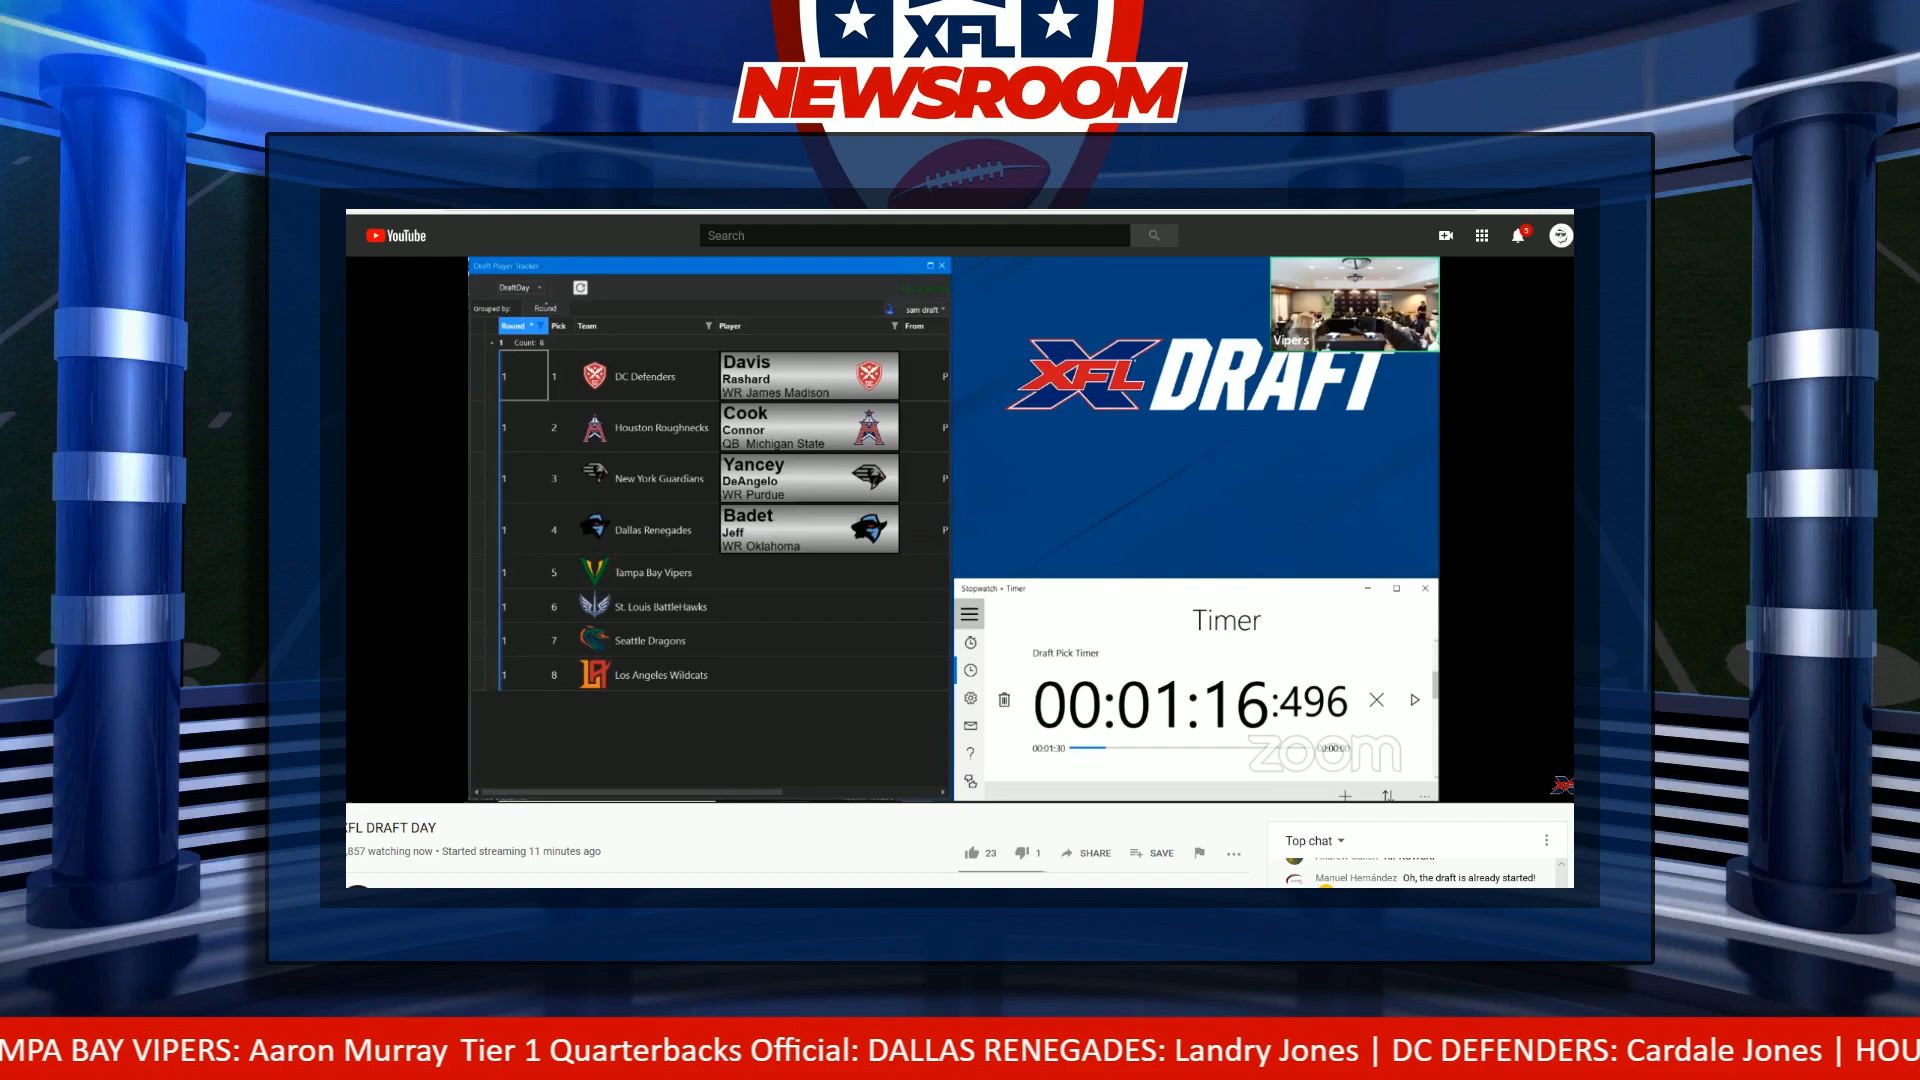 XFL
NEWSROOM
YouTube
Search
5
Draft Player Tracker
DraftDay
Grouped by: Round
sam draft
Round Pick Team Player From
1 Count: 8
1 1 DC Defenders Davis Rashard WR James Madison P
1 2 Houston Roughnecks Cook Connor QB Michigan State P
1 3 New York Guardians Yancey DeAngelo WR Purdue P
1 4 Dallas Renegades Badet Jeff WR Oklahoma P
1 5 Tampa Bay Vipers
1 6 St. Louis BattleHawks
1 7 Seattle Dragons
1 8 Los Angeles Wildcats
Vipers
XFL DRAFT
Stopwatch + Timer
Timer
Draft Pick Timer
00:01:16:496
00:01:30 00:00:00
zoom
XFL DRAFT DAY
,857 watching now • Started streaming 11 minutes ago
23 1 SHARE SAVE
Top chat
Manuel Hernández Oh, the draft is already started!
MPA BAY VIPERS: Aaron Murray Tier 1 Quarterbacks Official: DALLAS RENEGADES: Landry Jones | DC DEFENDERS: Cardale Jones | HOU